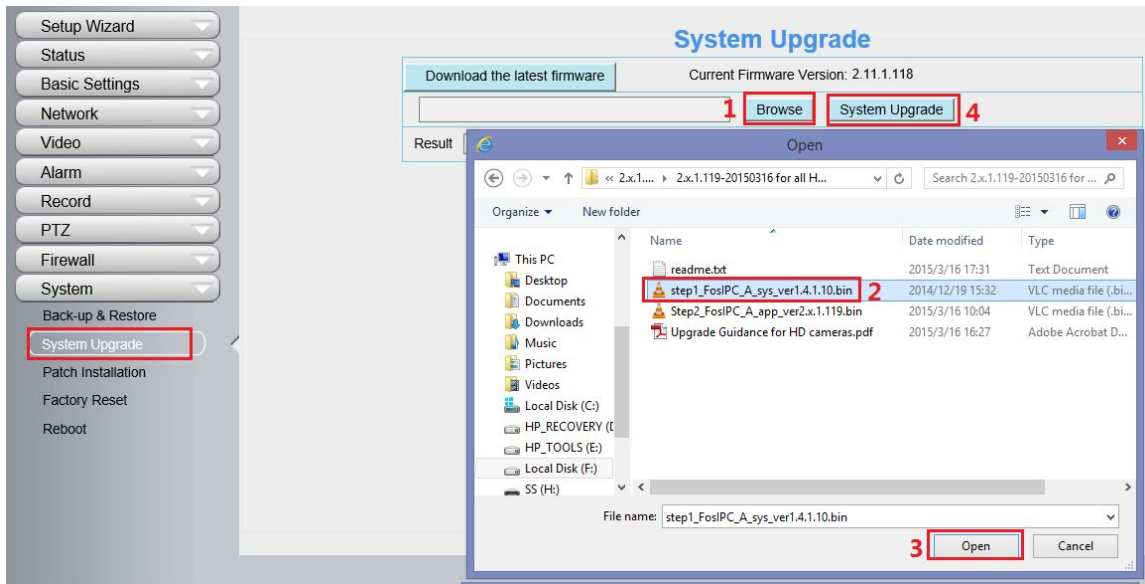 Setup Wizard
Status
Basic Settings
Network
Video
Alarm
Record
PTZ
Firewall
System
Back-up & Restore
System Upgrade
Patch Installation
Factory Reset
Reboot
System Upgrade
Download the latest firmware
Current Firmware Version: 2.11.1.118
1 Browse System Upgrade 4
Result
Open
« 2.x.1.... 2.x.1.119-20150316 for all H... Search 2.x.1.119-20150316 for ...
Organize New folder
Name Date modified Type
This PC
Desktop
Documents
Downloads
Music
Pictures
Videos
Local Disk (C:)
HP_RECOVERY (D
HP_TOOLS (E:)
Local Disk (F:)
SS (H:)
readme.txt 2015/3/16 17:31 Text Document
step1_FosIPC_A_sys_ver1.4.1.10.bin 2 2014/12/19 15:32 VLC media file (.bi...
Step2_FosIPC_A_app_ver2.x.1.119.bin 2015/3/16 10:04 VLC media file (.bi...
Upgrade Guidance for HD cameras.pdf 2015/3/16 16:27 Adobe Acrobat D...
File name: step1_FosIPC_A_sys_ver1.4.1.10.bin
3 Open Cancel